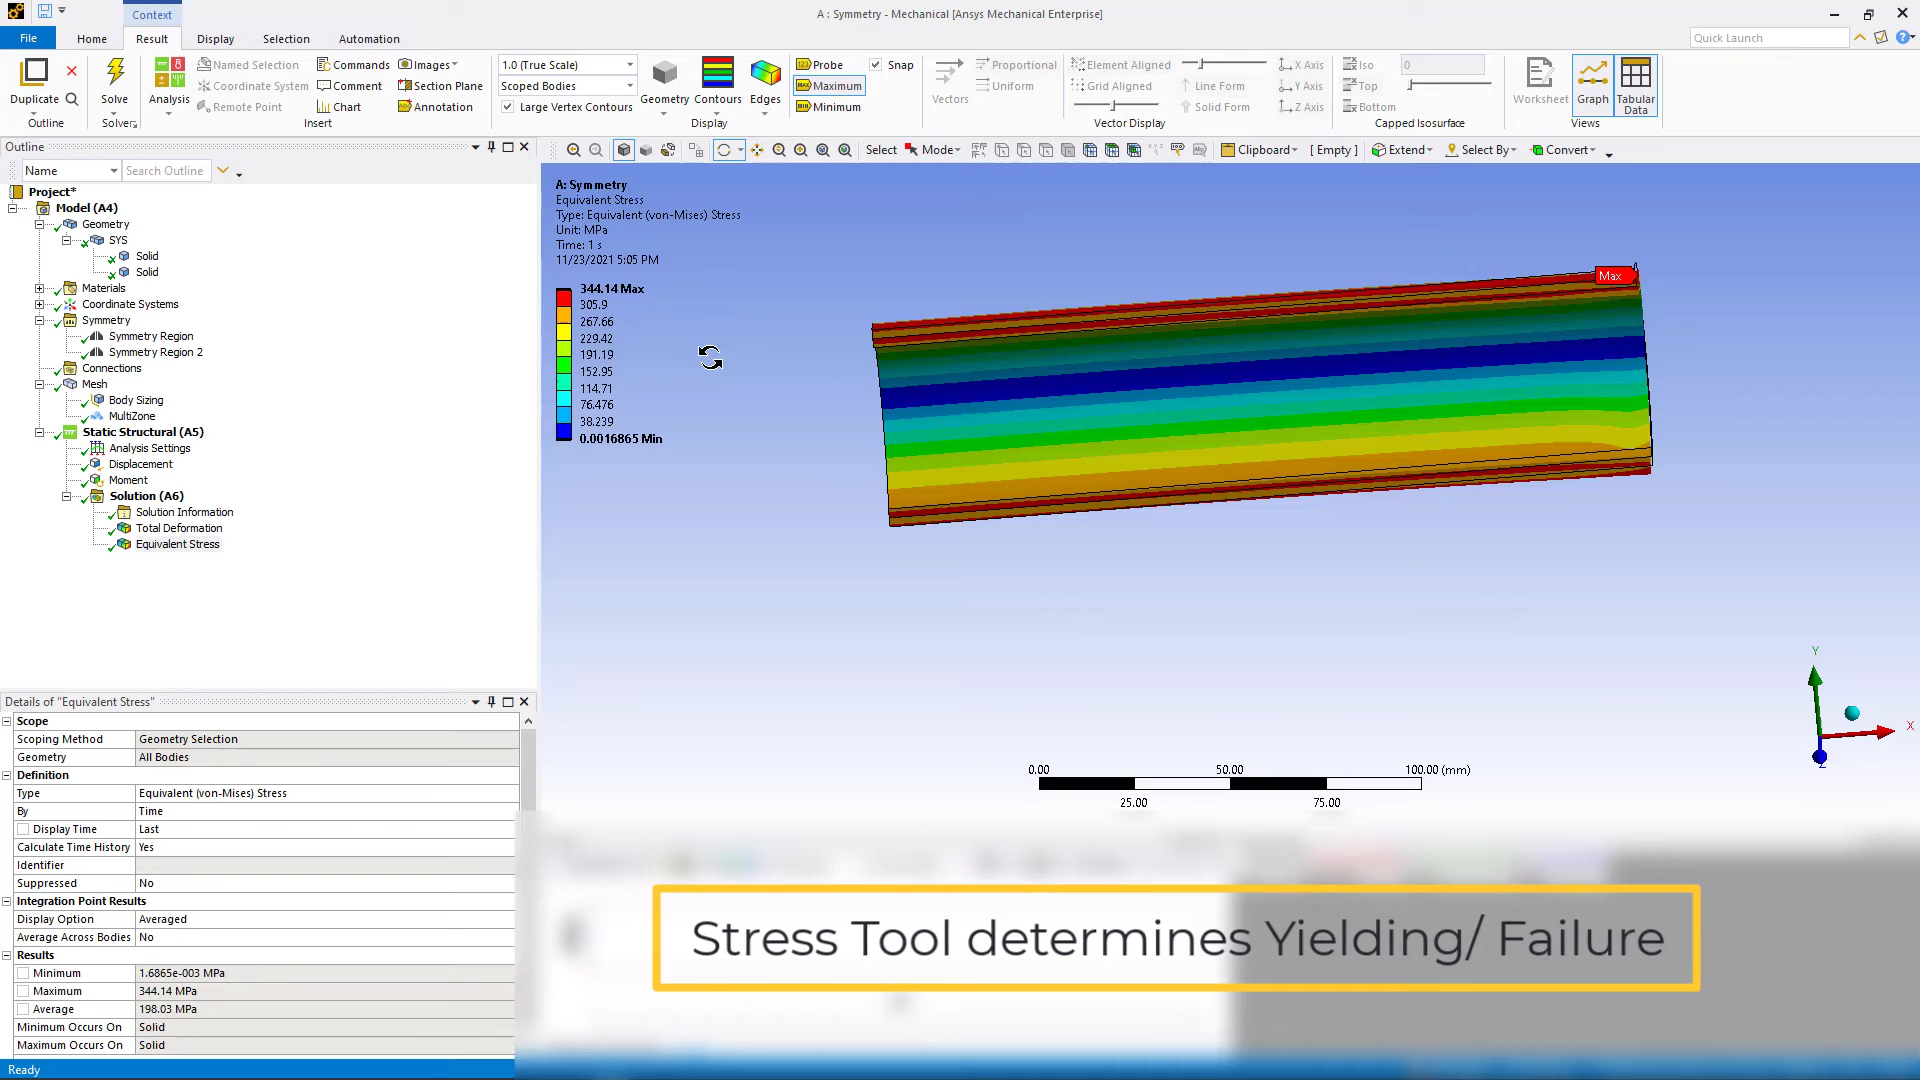 Context
A : Symmetry - Mechanical [Ansys Mechanical Enterprise]
File Home Result Display Selection Automation
Quick Launch
Duplicate
Outline
Solve
Solver
Analysis
Named Selection
Coordinate System
Remote Point
Commands
Comment
Chart
Images
Section Plane
Annotation
Insert
1.0 (True Scale)
Scoped Bodies
Large Vertex Contours
Geometry
Contours
Edges
Display
Probe
Maximum
Minimum
Snap
Vectors
Proportional
Uniform
Element Aligned
Grid Aligned
Line Form
Solid Form
X Axis
Y Axis
Z Axis
Vector Display
Iso
0
Top
Bottom
Capped Isosurface
Worksheet
Graph
Tabular
Data
Views
Select Mode Clipboard [ Empty ] Extend Select By Convert
Outline
Name Search Outline
Project*
Model (A4)
Geometry
SYS
Solid
Solid
Materials
Coordinate Systems
Symmetry
Symmetry Region
Symmetry Region 2
Connections
Mesh
Body Sizing
MultiZone
Static Structural (A5)
Analysis Settings
Displacement
Moment
Solution (A6)
Solution Information
Total Deformation
Equivalent Stress
A: Symmetry
Equivalent Stress
Type: Equivalent (von-Mises) Stress
Unit: MPa
Time: 1 s
11/23/2021 5:05 PM
344.14 Max
305.9
267.66
229.42
191.19
152.95
114.71
76.476
38.239
0.0016865 Min
Max
Y
X
Z
0.00 50.00 100.00 (mm)
25.00 75.00
Details of "Equivalent Stress"
Scope
Scoping Method Geometry Selection
Geometry All Bodies
Definition
Type Equivalent (von-Mises) Stress
By Time
Display Time Last
Calculate Time History Yes
Identifier
Suppressed No
Integration Point Results
Display Option Averaged
Average Across Bodies No
Results
Minimum 1.6865e-003 MPa
Maximum 344.14 MPa
Average 198.03 MPa
Minimum Occurs On Solid
Maximum Occurs On Solid
Stress Tool determines Yielding/ Failure
Ready